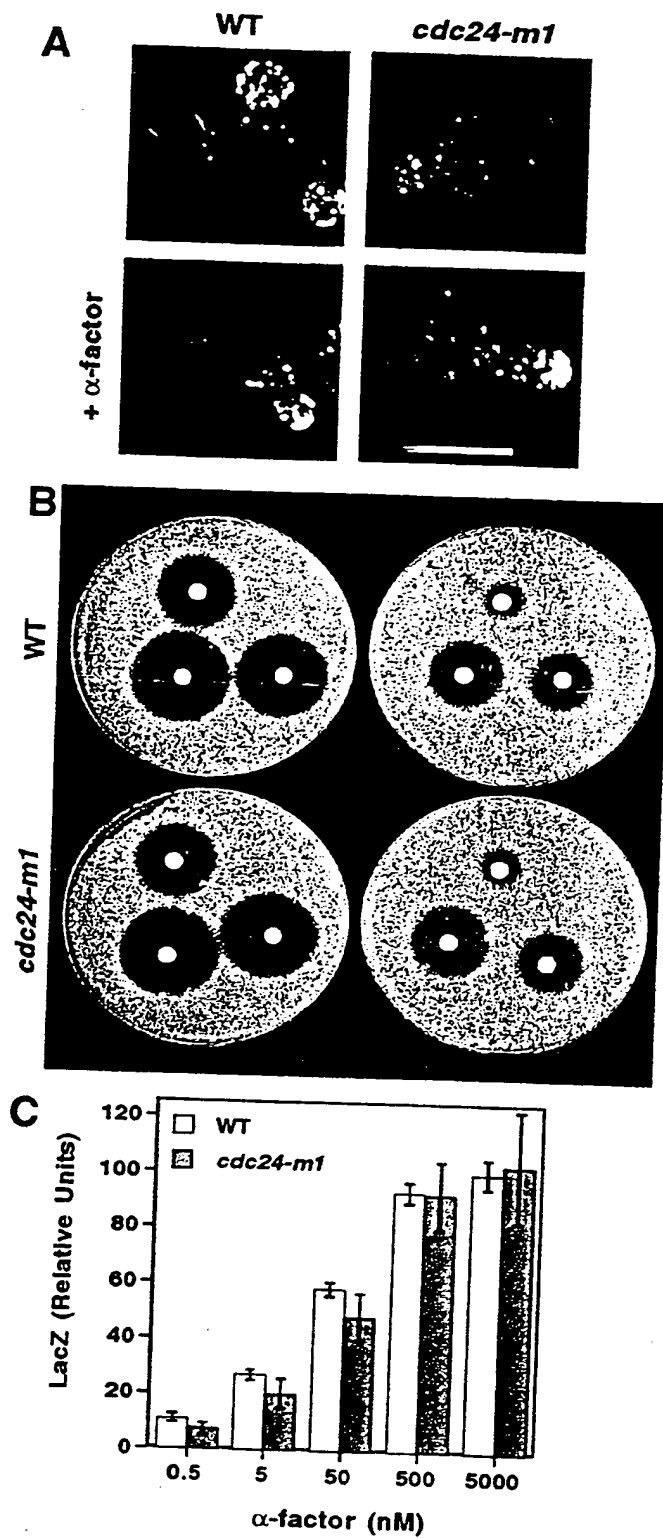 A
WT
cdc24-m1
+ α-factor
B
WT
cdc24-m1
C
LacZ (Relative Units)
120
100
80
60
40
20
0
WT
cdc24-m1
0.5
5
50
500
5000
α-factor (nM)